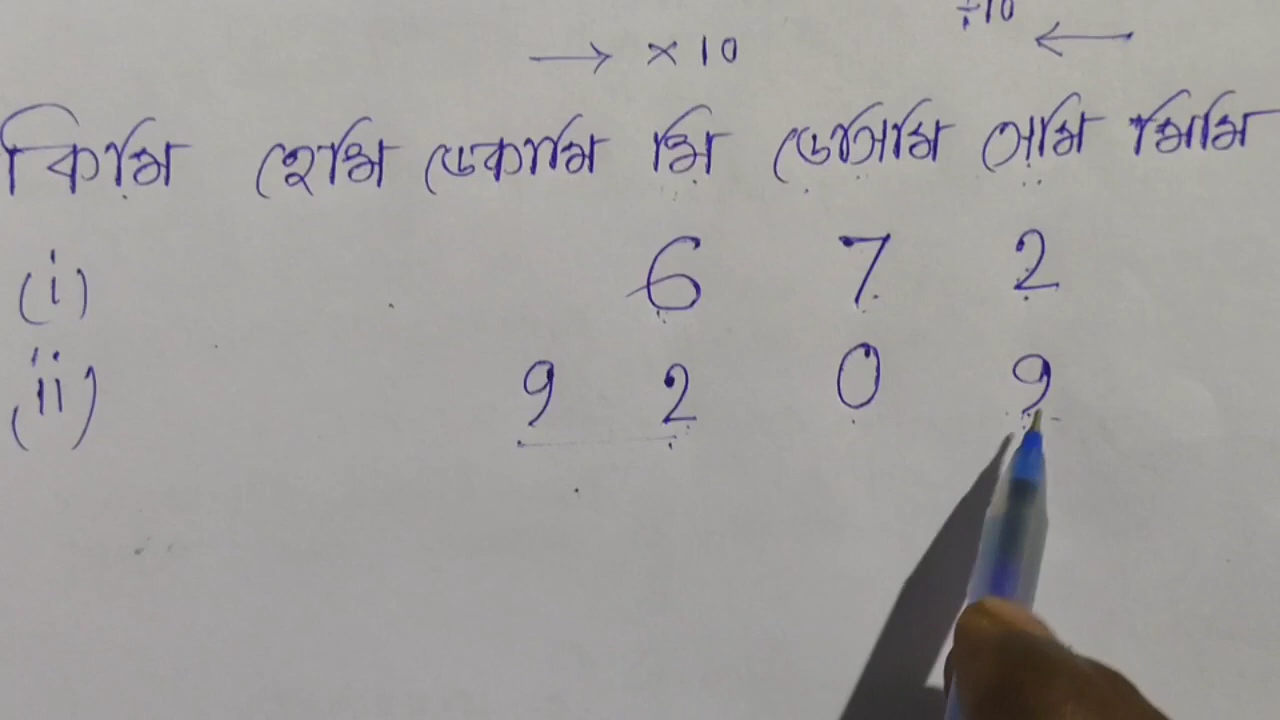 → × 10 ÷10 ←
কিমি হেমি ডেকামি মি ডেসিমি সেমি মিমি
(i) 6 7 2
(ii) 9 2 0 9